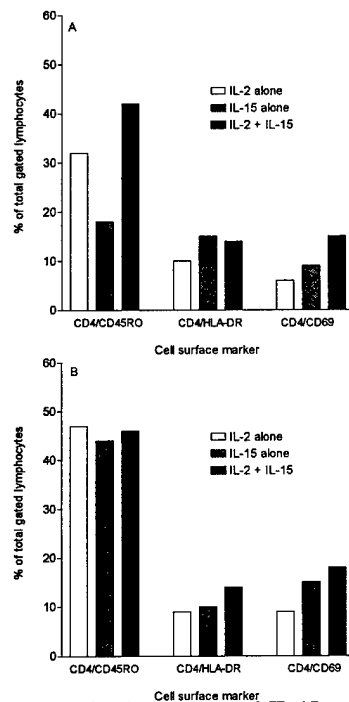 A
60
50
40
30
20
10
0
% of total gated lymphocytes
IL-2 alone
IL-15 alone
IL-2 + IL-15
CD4/CD45RO CD4/HLA-DR CD4/CD69
Cell surface marker
B
60
50
40
30
20
10
0
% of total gated lymphocytes
IL-2 alone
IL-15 alone
IL-2 + IL-15
CD4/CD45RO CD4/HLA-DR CD4/CD69
Cell surface marker